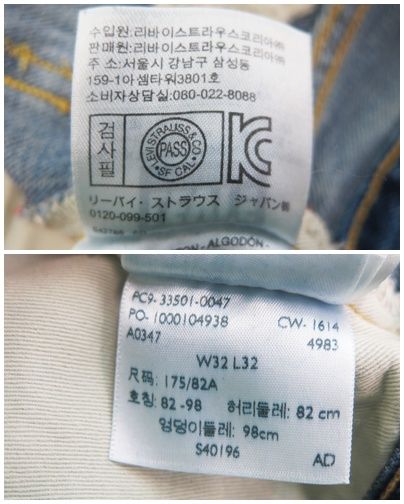 수입원:리바이스트라우스코리아㈜
판매원:리바이스트라우스코리아㈜
주 소:서울시 강남구 삼성동
159-1아셈타워3801호
소비자상담실:080-022-8088
검사필
LEVI STRAUSS & CO
PASS
SF CAL
KC
リーバイ・ストラウス ジャパン㈱
0120-099-501
- ALGODÓN -
PC9-33501-0047
PO-1000104938 CW-1614
A0347 4983
W32 L32
尺码: 175/82A
호칭: 82-98 허리둘레: 82 cm
엉덩이둘레: 98cm
S40196 AD